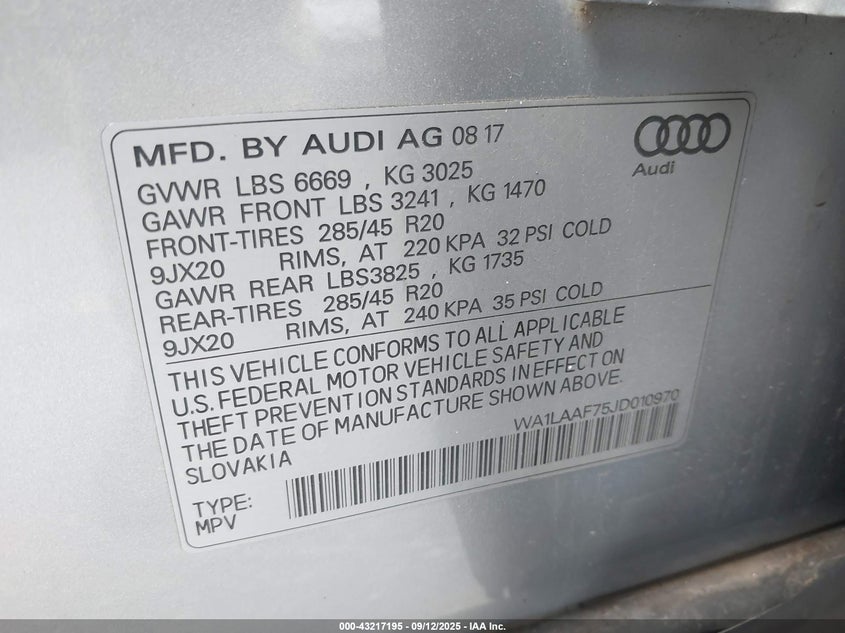 MFD. BY AUDI AG 08 17
Audi
GVWR LBS 6669 , KG 3025
GAWR FRONT LBS 3241 , KG 1470
FRONT-TIRES 285/45 R20
9JX20 RIMS, AT 220 KPA 32 PSI COLD
GAWR REAR LBS3825 , KG 1735
REAR-TIRES 285/45 R20
9JX20 RIMS, AT 240 KPA 35 PSI COLD
THIS VEHICLE CONFORMS TO ALL APPLICABLE
U.S. FEDERAL MOTOR VEHICLE SAFETY AND
THEFT PREVENTION STANDARDS IN EFFECT ON
THE DATE OF MANUFACTURE SHOWN ABOVE.
SLOVAKIA
WA1LAAF75JD010970
TYPE:
MPV
000-43217195 - 09/12/2025 - IAA Inc.